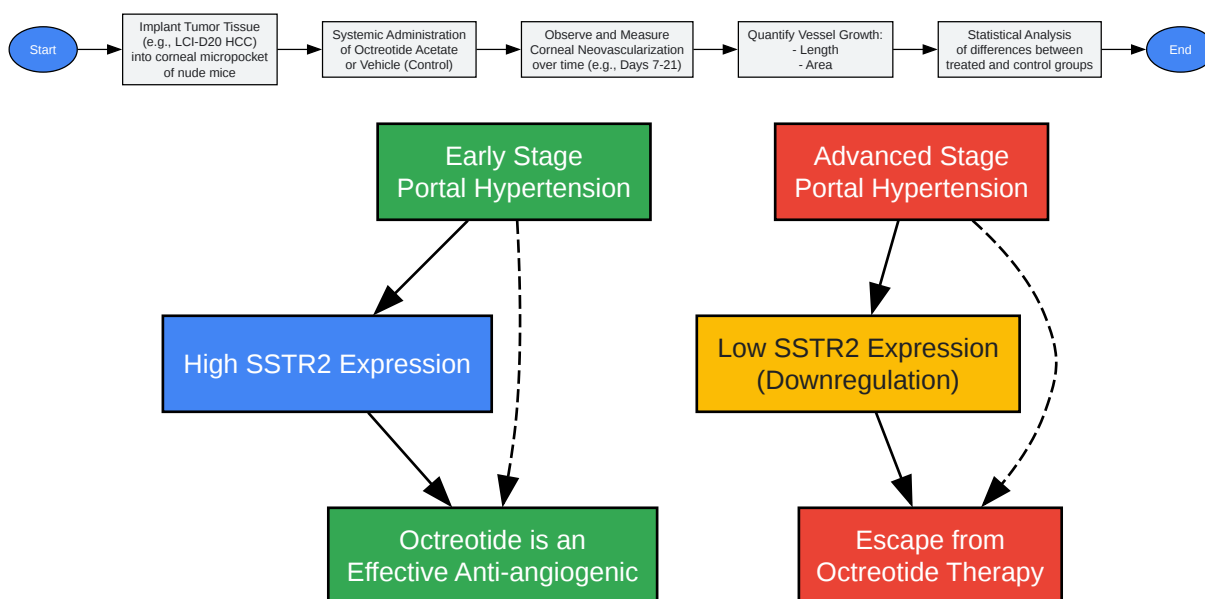 Start
Implant Tumor Tissue
(e.g., LCI-D20 HCC)
into corneal micropocket
of nude mice
Systemic Administration
of Octreotide Acetate
or Vehicle (Control)
Observe and Measure
Corneal Neovascularization
over time (e.g., Days 7-21)
Quantify Vessel Growth:
- Length
- Area
Statistical Analysis
of differences between
treated and control groups
End
Early Stage
Portal Hypertension
Advanced Stage
Portal Hypertension
High SSTR2 Expression
Low SSTR2 Expression
(Downregulation)
Octreotide is an
Effective Anti-angiogenic
Escape from
Octreotide Therapy